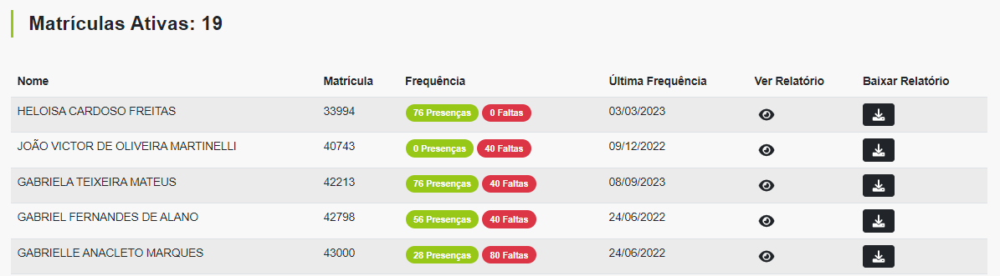 Matrículas Ativas: 19
Nome Matrícula Frequência Última Frequência Ver Relatório Baixar Relatório
HELOISA CARDOSO FREITAS 33994 76 Presenças 0 Faltas 03/03/2023
JOÃO VICTOR DE OLIVEIRA MARTINELLI 40743 0 Presenças 40 Faltas 09/12/2022
GABRIELA TEIXEIRA MATEUS 42213 76 Presenças 40 Faltas 08/09/2023
GABRIEL FERNANDES DE ALANO 42798 56 Presenças 40 Faltas 24/06/2022
GABRIELLE ANACLETO MARQUES 43000 28 Presenças 80 Faltas 24/06/2022